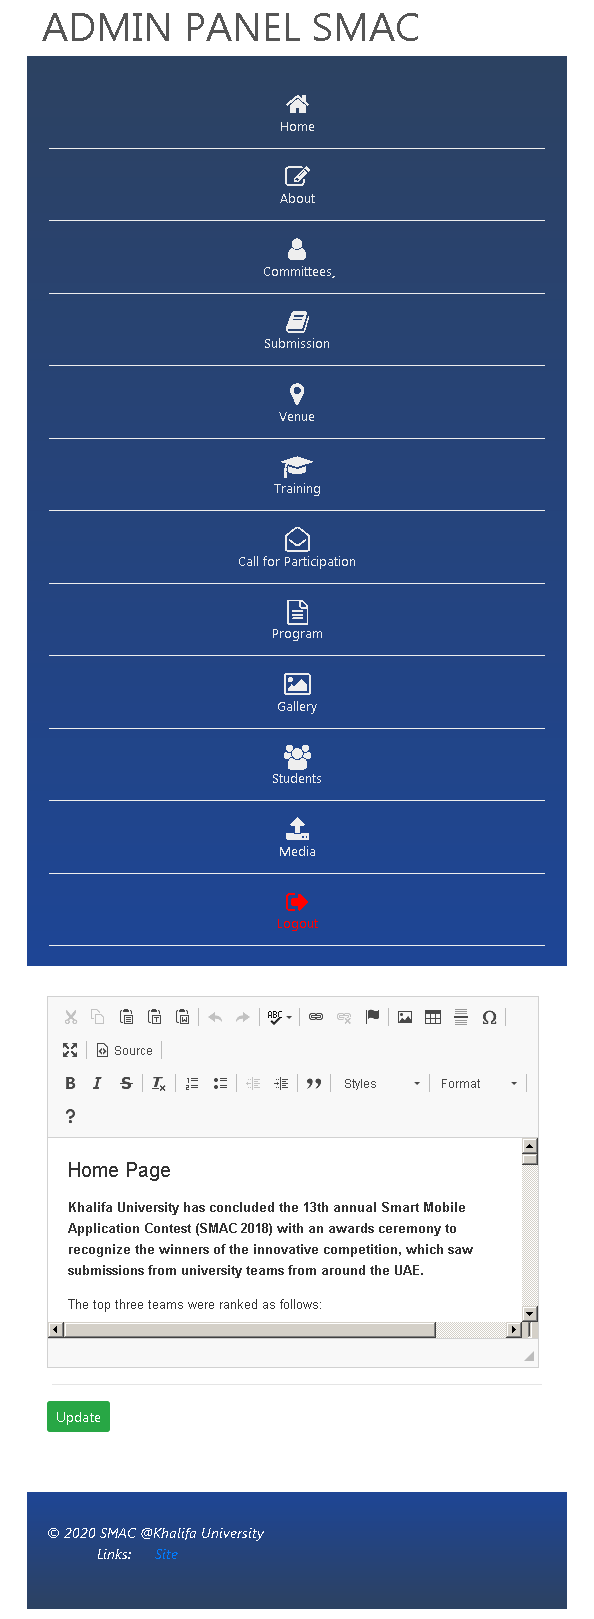 ADMIN PANEL SMAC
Home
About
Committees,
Submission
Venue
Training
Call for Participation
Program
Gallery
Students
Media
Logout
ABC
Source
B I S Tx Styles Format
?
Home Page
Khalifa University has concluded the 13th annual Smart Mobile
Application Contest (SMAC 2018) with an awards ceremony to
recognize the winners of the innovative competition, which saw
submissions from university teams from around the UAE.
The top three teams were ranked as follows:
Update
© 2020 SMAC @Khalifa University
Links: Site